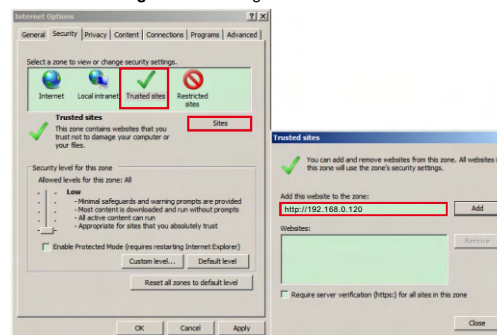 Internet Options
? X
General Security Privacy Content Connections Programs Advanced
Select a zone to view or change security settings.
Internet Local intranet Trusted sites Restricted sites
Trusted sites
This zone contains websites that you
trust not to damage your computer or
your files.
Sites
Security level for this zone
Allowed levels for this zone: All
Low
- Minimal safeguards and warning prompts are provided
- Most content is downloaded and run without prompts
- All active content can run
- Appropriate for sites that you absolutely trust
Enable Protected Mode (requires restarting Internet Explorer)
Custom level... Default level
Reset all zones to default level
OK Cancel Apply
Trusted sites
You can add and remove websites from this zone. All websites in
this zone will use the zone's security settings.
Add this website to the zone:
http://192.168.0.120 Add
Websites:
Remove
Require server verification (https:) for all sites in this zone
Close